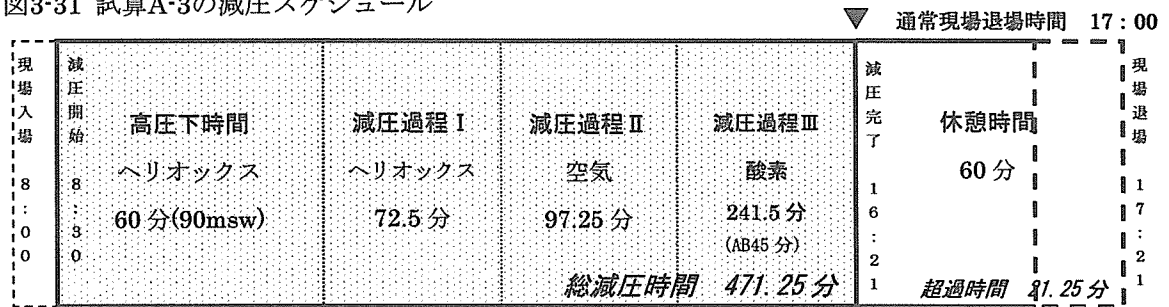 図3-31 試算A-3の減圧スケジュール
▼ 通常現場退場時間 17：00
現場入場 8：00
減圧開始 8：30
高圧下時間
ヘリオックス
60分(90msw)
減圧過程Ⅰ
ヘリオックス
72.5分
減圧過程Ⅱ
空気
97.25分
減圧過程Ⅲ
酸素
241.5分
(AB45分)
総減圧時間 471.25分
減圧完了 16：21
休憩時間
60分
超過時間 21.25分
現場退場 17：21